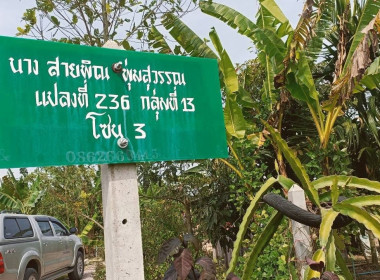 นาง สายพิณ พุ่มสุวรรณ
แปลงที่ 236 กลุ่มที่ 13
โซน 3